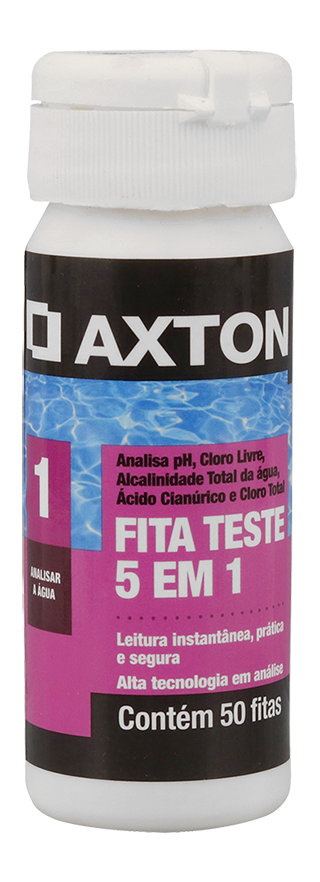 AXTON
1
ANALISAR
A ÁGUA
Analisa pH, Cloro Livre,
Alcalinidade Total da água,
Ácido Cianúrico e Cloro Total
FITA TESTE
5 EM 1
Leitura instantânea, prática
e segura
Alta tecnologia em análise
Contém 50 fitas